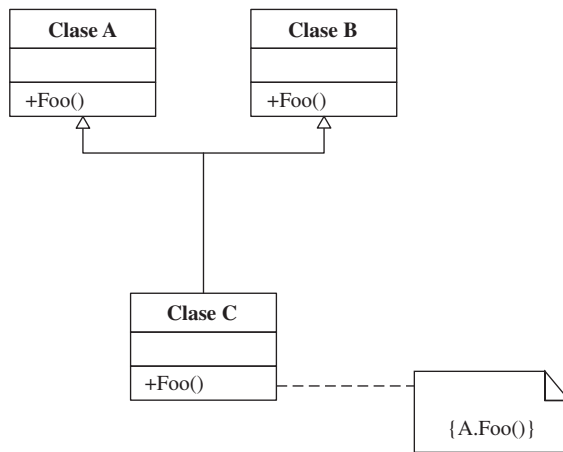 Clase A
Clase B
+Foo()
+Foo()
Clase C
+Foo()
{A.Foo()}